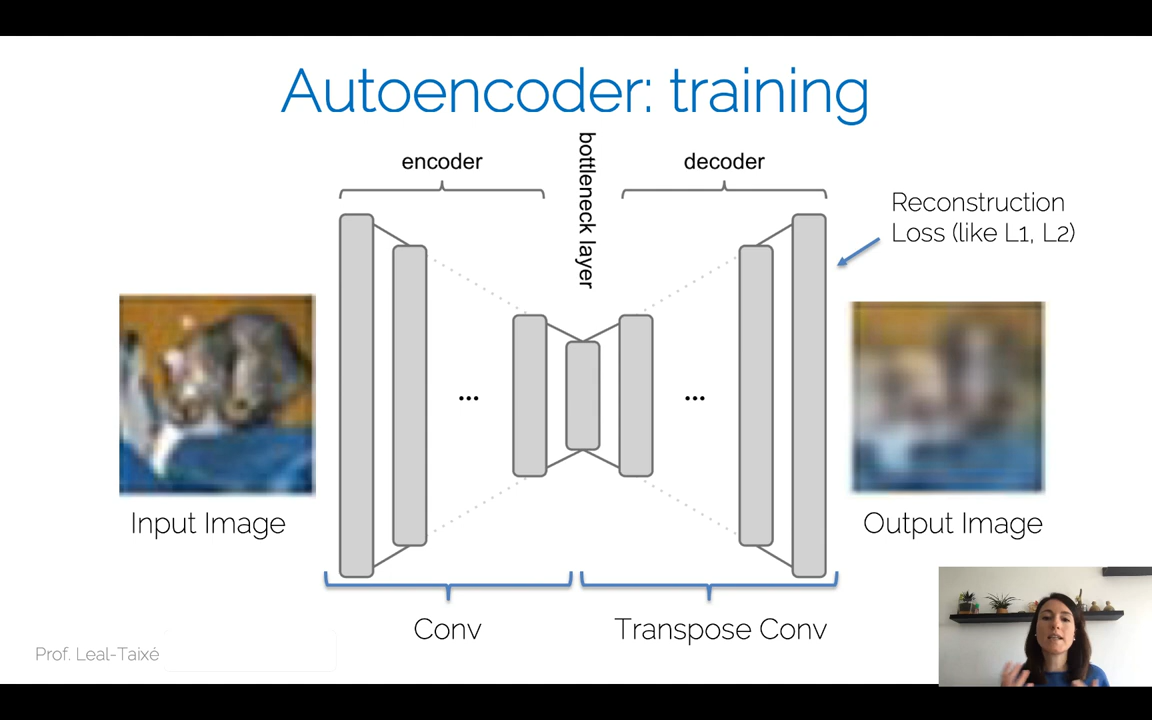 Autoencoder: training
encoder
bottleneck layer
decoder
Reconstruction
Loss (like L1, L2)
...
...
Input Image
Output Image
Conv
Transpose Conv
Prof. Leal-Taixé